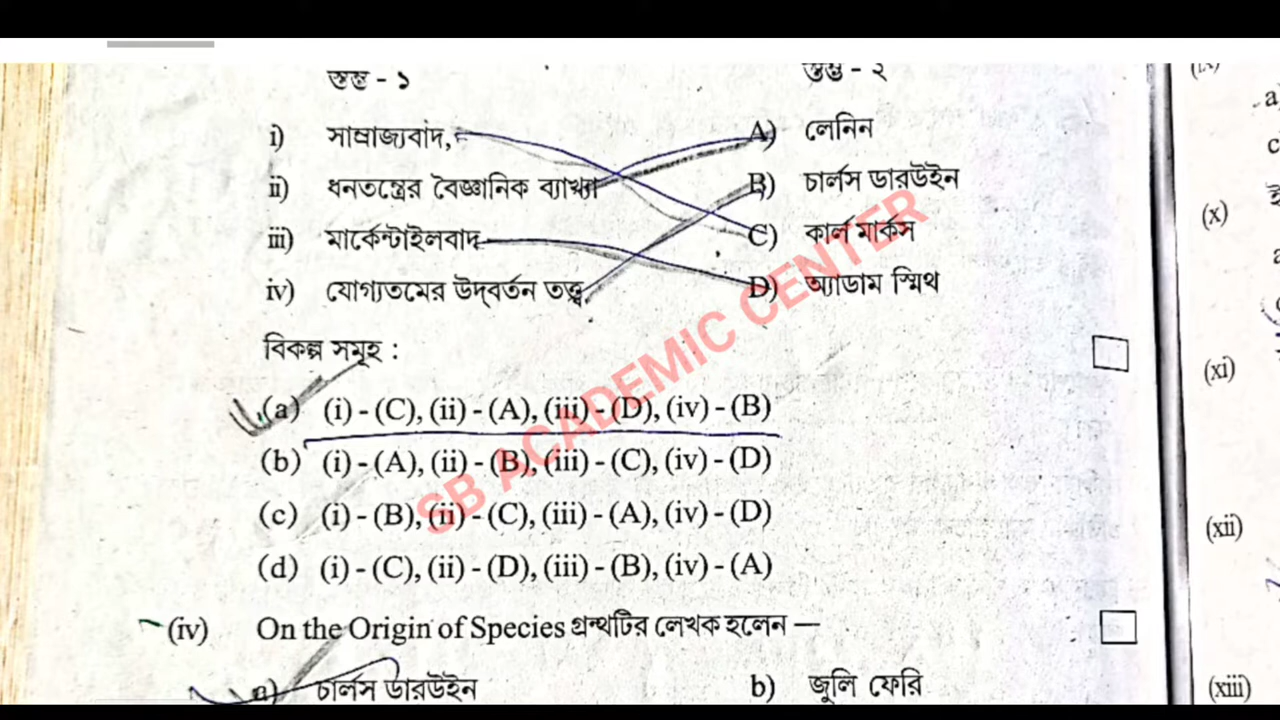 স্তম্ভ - ১ স্তম্ভ - ২
i) সাম্রাজ্যবাদ, A) লেনিন
ii) ধনতন্ত্রের বৈজ্ঞানিক ব্যাখ্যা B) চার্লস ডারউইন
iii) মার্কেন্টাইলবাদ C) কার্ল মার্কস
iv) যোগ্যতমের উদ্‌বর্তন তত্ত্ব D) অ্যাডাম স্মিথ
বিকল্প সমূহ :
(a) (i) - (C), (ii) - (A), (iii) - (D), (iv) - (B)
(b) (i) - (A), (ii) - (B), (iii) - (C), (iv) - (D)
(c) (i) - (B), (ii) - (C), (iii) - (A), (iv) - (D)
(d) (i) - (C), (ii) - (D), (iii) - (B), (iv) - (A)
(iv) On the Origin of Species গ্রন্থটির লেখক হলেন —
a) চার্লস ডারউইন b) জুলি ফেরি
SB ACADEMIC CENTER
(x)
(xi)
(xii)
(xiii)